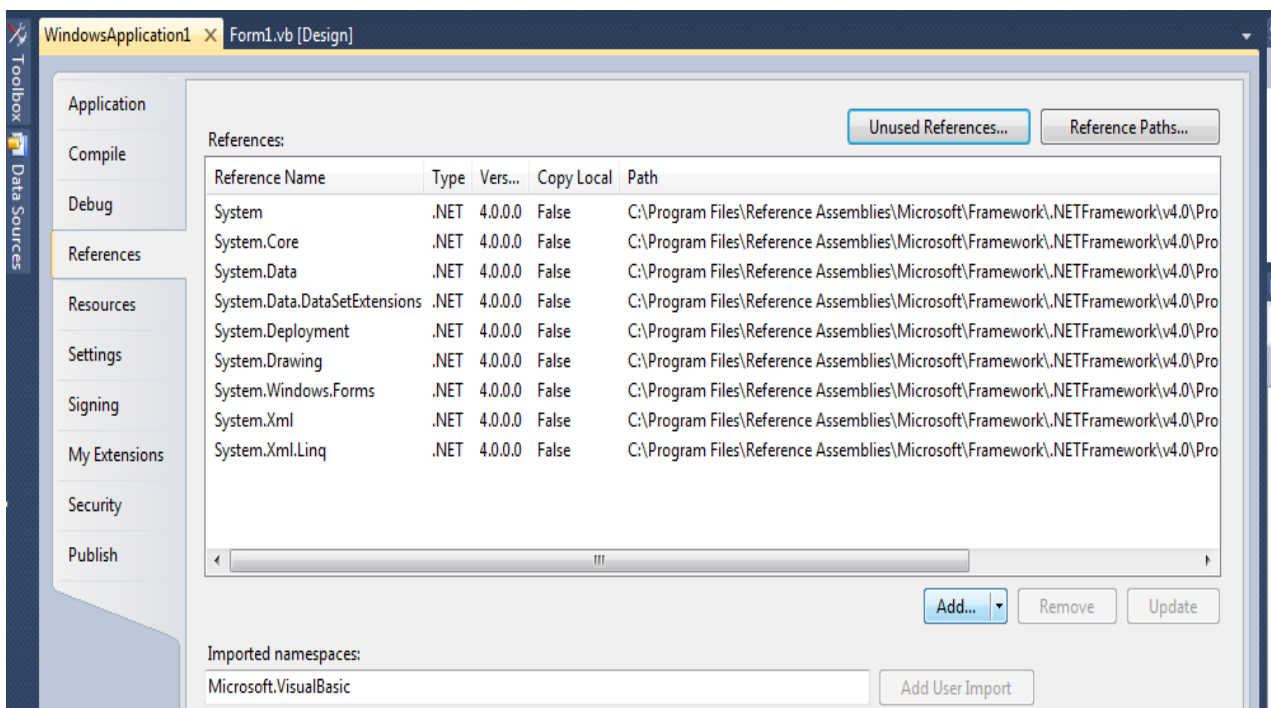 WindowsApplication1 X Form1.vb [Design]
Toolbox
Data Sources
Application
Compile
Debug
References
Resources
Settings
Signing
My Extensions
Security
Publish
Unused References... Reference Paths...
References:
Reference Name Type Vers... Copy Local Path
System .NET 4.0.0.0 False C:\Program Files\Reference Assemblies\Microsoft\Framework\.NETFramework\v4.0\Pro
System.Core .NET 4.0.0.0 False C:\Program Files\Reference Assemblies\Microsoft\Framework\.NETFramework\v4.0\Pro
System.Data .NET 4.0.0.0 False C:\Program Files\Reference Assemblies\Microsoft\Framework\.NETFramework\v4.0\Pro
System.Data.DataSetExtensions .NET 4.0.0.0 False C:\Program Files\Reference Assemblies\Microsoft\Framework\.NETFramework\v4.0\Pro
System.Deployment .NET 4.0.0.0 False C:\Program Files\Reference Assemblies\Microsoft\Framework\.NETFramework\v4.0\Pro
System.Drawing .NET 4.0.0.0 False C:\Program Files\Reference Assemblies\Microsoft\Framework\.NETFramework\v4.0\Pro
System.Windows.Forms .NET 4.0.0.0 False C:\Program Files\Reference Assemblies\Microsoft\Framework\.NETFramework\v4.0\Pro
System.Xml .NET 4.0.0.0 False C:\Program Files\Reference Assemblies\Microsoft\Framework\.NETFramework\v4.0\Pro
System.Xml.Linq .NET 4.0.0.0 False C:\Program Files\Reference Assemblies\Microsoft\Framework\.NETFramework\v4.0\Pro
Add... Remove Update
Imported namespaces:
Microsoft.VisualBasic Add User Import